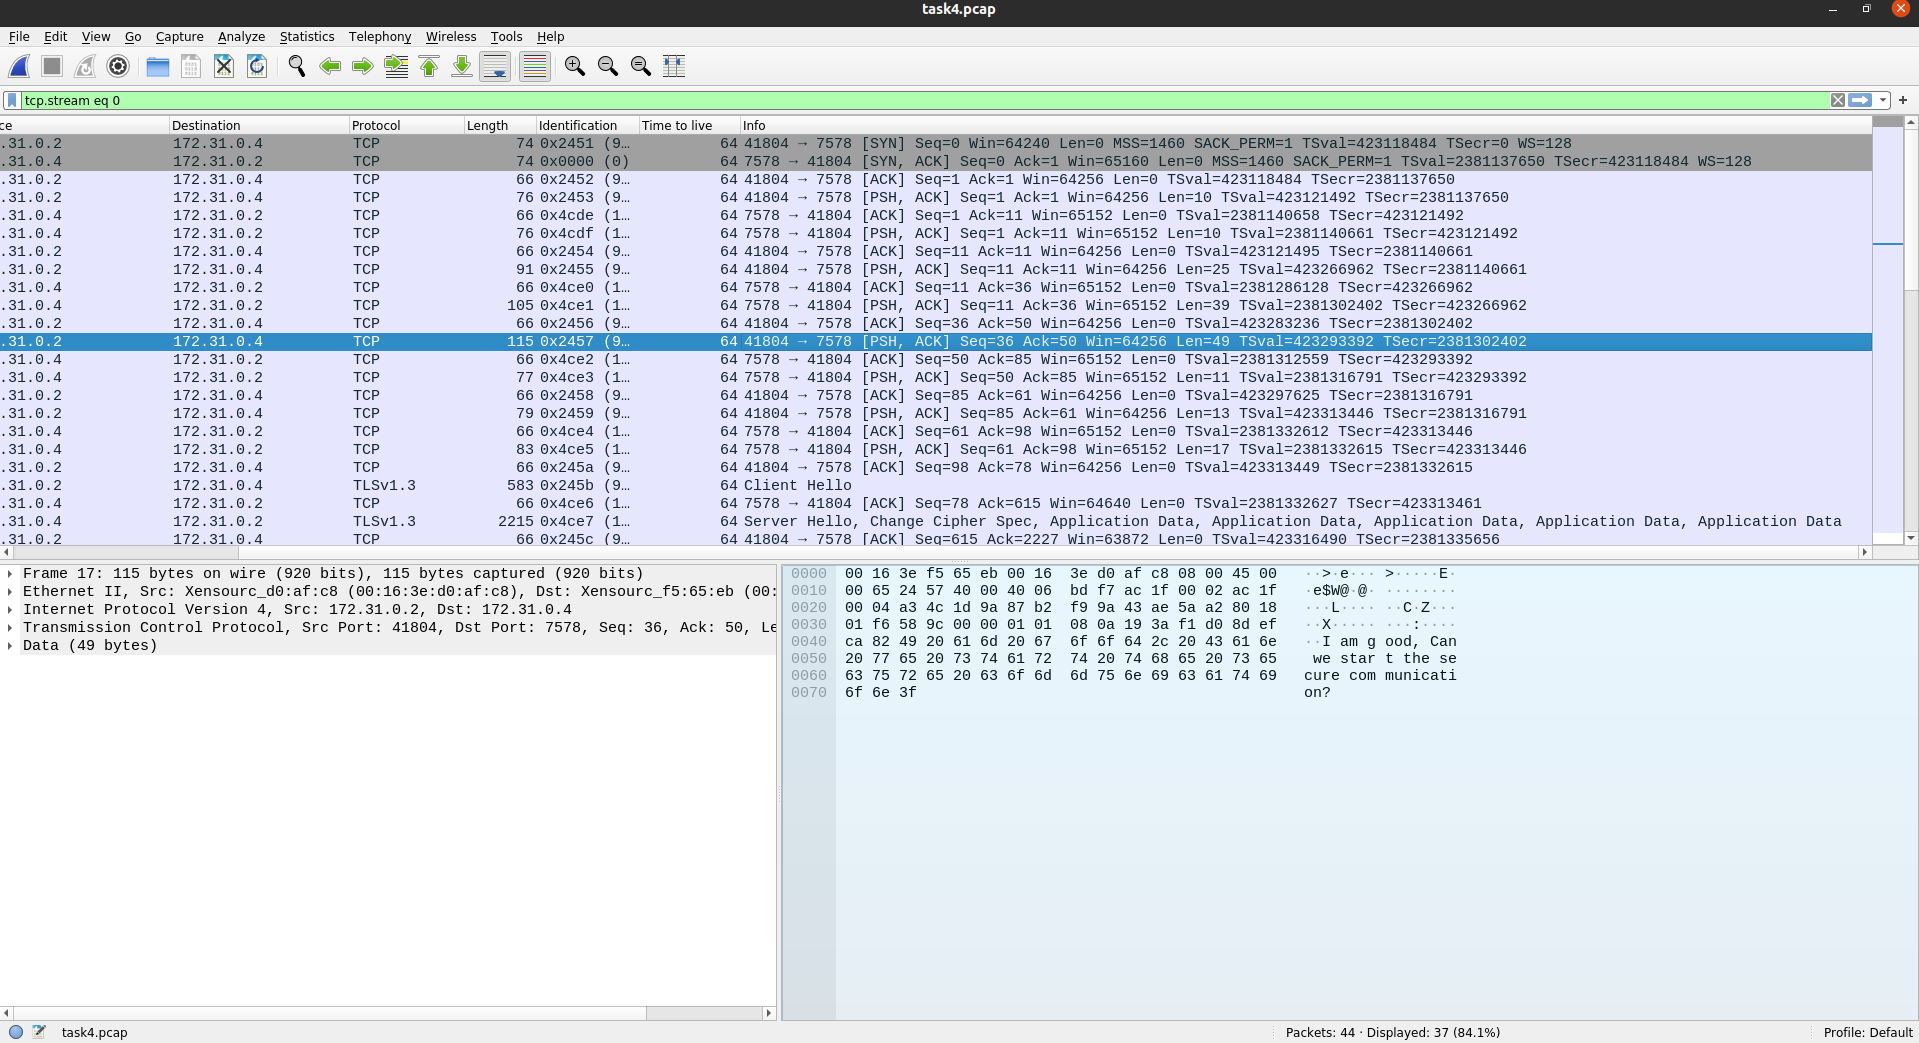 task4.pcap
File Edit View Go Capture Analyze Statistics Telephony Wireless Tools Help
tcp.stream eq 0
ce Destination Protocol Length Identification Time to live Info
.31.0.2 172.31.0.4 TCP 74 0x2451 (9… 64 41804 → 7578 [SYN] Seq=0 Win=64240 Len=0 MSS=1460 SACK_PERM=1 TSval=423118484 TSecr=0 WS=128
.31.0.4 172.31.0.2 TCP 74 0x0000 (0) 64 7578 → 41804 [SYN, ACK] Seq=0 Ack=1 Win=65160 Len=0 MSS=1460 SACK_PERM=1 TSval=2381137650 TSecr=423118484 WS=128
.31.0.2 172.31.0.4 TCP 66 0x2452 (9… 64 41804 → 7578 [ACK] Seq=1 Ack=1 Win=64256 Len=0 TSval=423118484 TSecr=2381137650
.31.0.2 172.31.0.4 TCP 76 0x2453 (9… 64 41804 → 7578 [PSH, ACK] Seq=1 Ack=1 Win=64256 Len=10 TSval=423121492 TSecr=2381137650
.31.0.4 172.31.0.2 TCP 66 0x4cde (1… 64 7578 → 41804 [ACK] Seq=1 Ack=11 Win=65152 Len=0 TSval=2381140658 TSecr=423121492
.31.0.4 172.31.0.2 TCP 76 0x4cdf (1… 64 7578 → 41804 [PSH, ACK] Seq=1 Ack=11 Win=65152 Len=10 TSval=2381140661 TSecr=423121492
.31.0.2 172.31.0.4 TCP 66 0x2454 (9… 64 41804 → 7578 [ACK] Seq=11 Ack=11 Win=64256 Len=0 TSval=423121495 TSecr=2381140661
.31.0.2 172.31.0.4 TCP 91 0x2455 (9… 64 41804 → 7578 [PSH, ACK] Seq=11 Ack=11 Win=64256 Len=25 TSval=423266962 TSecr=2381140661
.31.0.4 172.31.0.2 TCP 66 0x4ce0 (1… 64 7578 → 41804 [ACK] Seq=11 Ack=36 Win=65152 Len=0 TSval=2381286128 TSecr=423266962
.31.0.4 172.31.0.2 TCP 105 0x4ce1 (1… 64 7578 → 41804 [PSH, ACK] Seq=11 Ack=36 Win=65152 Len=39 TSval=2381302402 TSecr=423266962
.31.0.2 172.31.0.4 TCP 66 0x2456 (9… 64 41804 → 7578 [ACK] Seq=36 Ack=50 Win=64256 Len=0 TSval=423283236 TSecr=2381302402
.31.0.2 172.31.0.4 TCP 115 0x2457 (9… 64 41804 → 7578 [PSH, ACK] Seq=36 Ack=50 Win=64256 Len=49 TSval=423293392 TSecr=2381302402
.31.0.4 172.31.0.2 TCP 66 0x4ce2 (1… 64 7578 → 41804 [ACK] Seq=50 Ack=85 Win=65152 Len=0 TSval=2381312559 TSecr=423293392
.31.0.4 172.31.0.2 TCP 77 0x4ce3 (1… 64 7578 → 41804 [PSH, ACK] Seq=50 Ack=85 Win=65152 Len=11 TSval=2381316791 TSecr=423293392
.31.0.2 172.31.0.4 TCP 66 0x2458 (9… 64 41804 → 7578 [ACK] Seq=85 Ack=61 Win=64256 Len=0 TSval=423297625 TSecr=2381316791
.31.0.2 172.31.0.4 TCP 79 0x2459 (9… 64 41804 → 7578 [PSH, ACK] Seq=85 Ack=61 Win=64256 Len=13 TSval=423313446 TSecr=2381316791
.31.0.4 172.31.0.2 TCP 66 0x4ce4 (1… 64 7578 → 41804 [ACK] Seq=61 Ack=98 Win=65152 Len=0 TSval=2381332612 TSecr=423313446
.31.0.4 172.31.0.2 TCP 83 0x4ce5 (1… 64 7578 → 41804 [PSH, ACK] Seq=61 Ack=98 Win=65152 Len=17 TSval=2381332615 TSecr=423313446
.31.0.2 172.31.0.4 TCP 66 0x245a (9… 64 41804 → 7578 [ACK] Seq=98 Ack=78 Win=64256 Len=0 TSval=423313449 TSecr=2381332615
.31.0.2 172.31.0.4 TLSv1.3 583 0x245b (9… 64 Client Hello
.31.0.4 172.31.0.2 TCP 66 0x4ce6 (1… 64 7578 → 41804 [ACK] Seq=78 Ack=615 Win=64640 Len=0 TSval=2381332627 TSecr=423313461
.31.0.4 172.31.0.2 TLSv1.3 2215 0x4ce7 (1… 64 Server Hello, Change Cipher Spec, Application Data, Application Data, Application Data, Application Data, Application Data
.31.0.2 172.31.0.4 TCP 66 0x245c (9… 64 41804 → 7578 [ACK] Seq=615 Ack=2227 Win=63872 Len=0 TSval=423316490 TSecr=2381335656
Frame 17: 115 bytes on wire (920 bits), 115 bytes captured (920 bits)
Ethernet II, Src: Xensourc_d0:af:c8 (00:16:3e:d0:af:c8), Dst: Xensourc_f5:65:eb (00:
Internet Protocol Version 4, Src: 172.31.0.2, Dst: 172.31.0.4
Transmission Control Protocol, Src Port: 41804, Dst Port: 7578, Seq: 36, Ack: 50, Le
Data (49 bytes)
0000 00 16 3e f5 65 eb 00 16 3e d0 af c8 08 00 45 00 ··>·e··· >·····E·
0010 00 65 24 57 40 00 40 06 bd f7 ac 1f 00 02 ac 1f ·e$W@·@· ········
0020 00 04 a3 4c 1d 9a 87 b2 f9 9a 43 ae 5a a2 80 18 ···L···· ··C·Z···
0030 01 f6 58 9c 00 00 01 01 08 0a 19 3a f1 d0 8d ef ··X····· ···:····
0040 ca 82 49 20 61 6d 20 67 6f 6f 64 2c 20 43 61 6e ··I am g ood, Can
0050 20 77 65 20 73 74 61 72 74 20 74 68 65 20 73 65 we star t the se
0060 63 75 72 65 20 63 6f 6d 6d 75 6e 69 63 61 74 69 cure com municati
0070 6f 6e 3f on?
task4.pcap Packets: 44 · Displayed: 37 (84.1%) Profile: Default